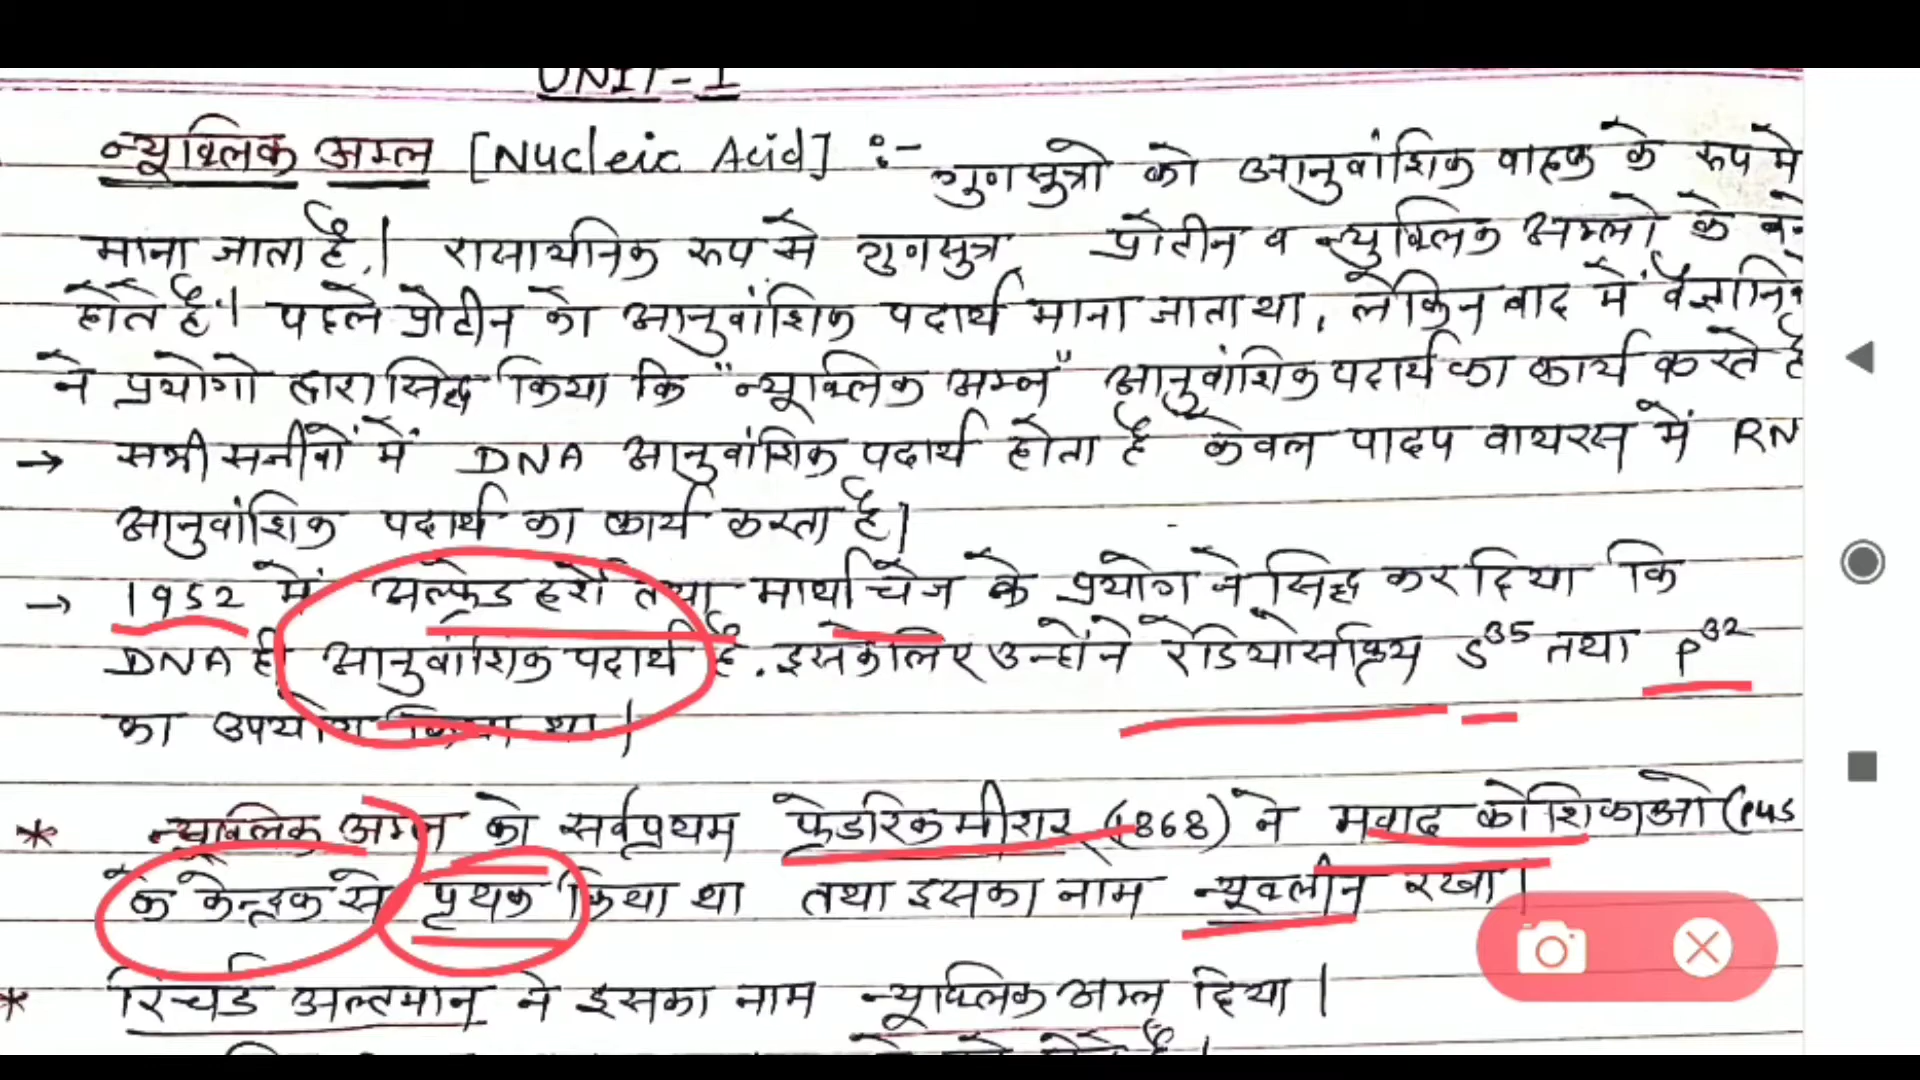 UNIT-I
न्यूक्लिक अम्ल [Nucleic Acid] :- गुणसुत्रो को आनुवांशिक वाहक के रूप मे
माना जाता है। रासायनिक रूप से गुणसुत्र प्रोटीन व न्युक्लिक अम्लो के बने
होते है। पहले प्रोटीन को आनुवांशिक पदार्थ माना जाता था, लेकिन बाद में वैज्ञानिक
ने प्रयोगो द्वारा सिद्ध किया कि "न्यूक्लिक अम्ल" आनुवांशिक पदार्थ का कार्य करते है
→ सभी सजीवों में DNA आनुवांशिक पदार्थ होता है केवल पादप वायरस में RN
आनुवांशिक पदार्थ का कार्य करता है।
→ 1952 में अल्फ्रेड हर्शे तथा मार्था चेज के प्रयोग ने सिद्ध कर दिया कि
DNA ही आनुवांशिक पदार्थ है. इसके लिए उन्होंने रेडियोसक्रिय S35 तथा P32
का उपयोग किया था।
* न्यूक्लिक अम्ल को सर्वप्रथम फ्रेडरिक मीशर (1868) ने मवाद कोशिकाओ (Pus
के केन्द्रक से पृथक किया था तथा इसका नाम न्यूक्लीन रखा।
* रिचर्ड अल्टमान ने इसका नाम न्यूक्लिक अम्ल दिया।